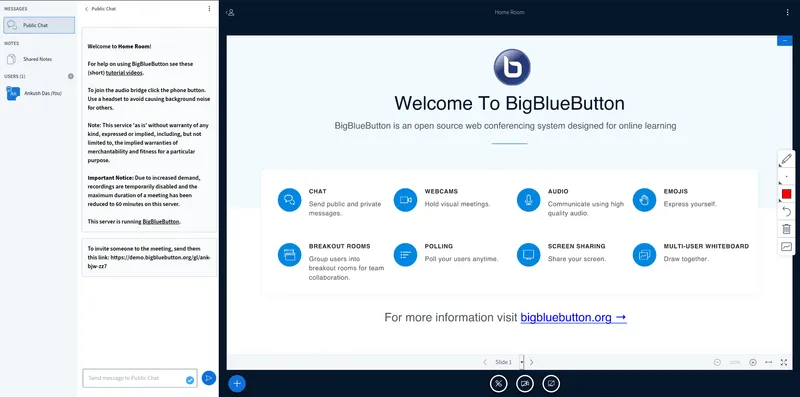 MESSAGES
Public Chat
NOTES
Shared Notes
USERS (1)
An
Ankush Das (You)
Public Chat
Welcome to Home Room!
For help on using BigBlueButton see these
(short) tutorial videos.
To join the audio bridge click the phone button.
Use a headset to avoid causing background noise
for others.
Note: This service 'as is' without warranty of any
kind, expressed or implied, including, but not
limited to, the implied warranties of
merchantability and fitness for a particular
purpose.
Important Notice: Due to increased demand,
recordings are temporarily disabled and the
maximum duration of a meeting has been
reduced to 60 minutes on this server.
This server is running BigBlueButton.
To invite someone to the meeting, send them
this link: https://demo.bigbluebutton.org/gl/ank-
bjw-zz7
Send message to Public Chat
Home Room
b
Welcome To BigBlueButton
BigBlueButton is an open source web conferencing system designed for online learning
CHAT
Send public and private
messages.
WEBCAMS
Hold visual meetings.
AUDIO
Communicate using high
quality audio.
EMOJIS
Express yourself.
BREAKOUT ROOMS
Group users into
breakout rooms for team
collaboration.
POLLING
Poll your users anytime.
SCREEN SHARING
Share your screen.
MULTI-USER WHITEBOARD
Draw together.
For more information visit bigbluebutton.org →
Slide 1
100%